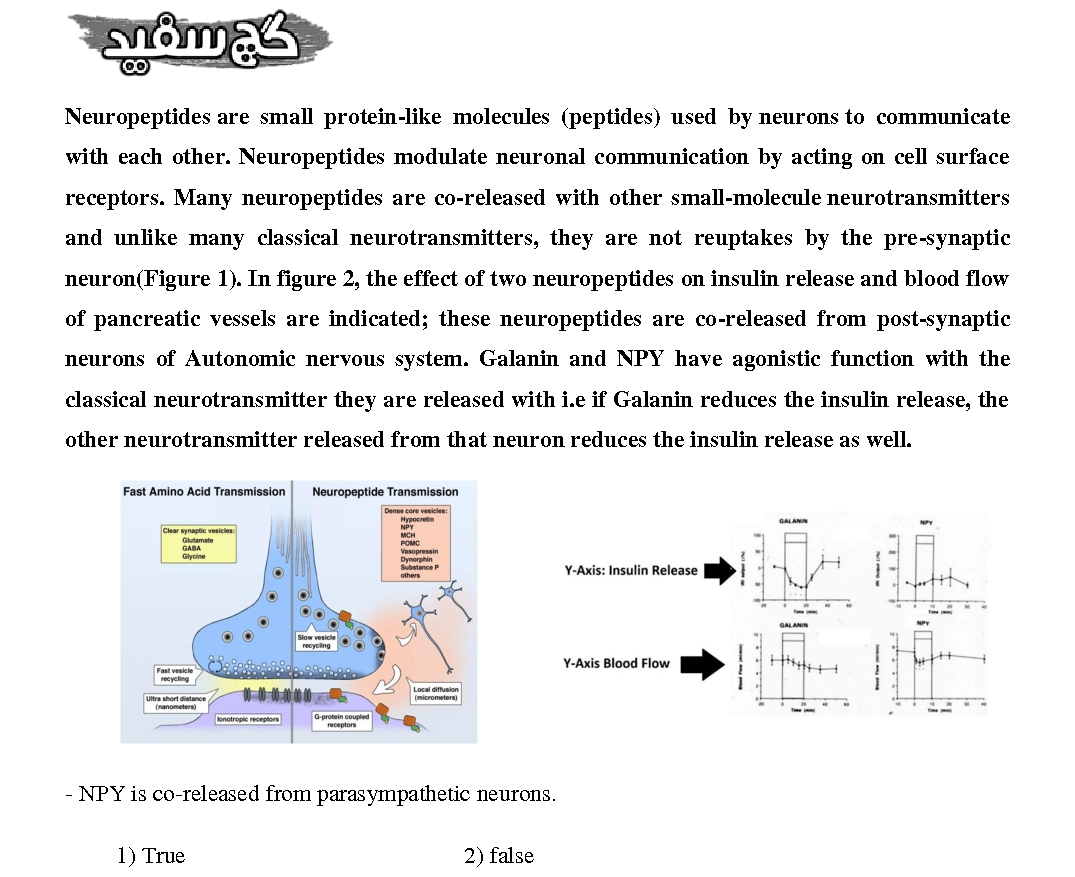 گچ سفید
Neuropeptides are small protein-like molecules (peptides) used by neurons to communicate
with each other. Neuropeptides modulate neuronal communication by acting on cell surface
receptors. Many neuropeptides are co-released with other small-molecule neurotransmitters
and unlike many classical neurotransmitters, they are not reuptakes by the pre-synaptic
neuron(Figure 1). In figure 2, the effect of two neuropeptides on insulin release and blood flow
of pancreatic vessels are indicated; these neuropeptides are co-released from post-synaptic
neurons of Autonomic nervous system. Galanin and NPY have agonistic function with the
classical neurotransmitter they are released with i.e if Galanin reduces the insulin release, the
other neurotransmitter released from that neuron reduces the insulin release as well.
Fast Amino Acid Transmission
Neuropeptide Transmission
Clear synaptic vesicles:
Glutamate
GABA
Glycine
Dense core vesicles:
Hypocretin
NPY
MCH
POMC
Vasopressin
Dynorphin
Substance P
others
Slow vesicle
recycling
Fast vesicle
recycling
Ultra short distance
(nanometers)
Ionotropic receptors
G-protein coupled
receptors
Local diffusion
(micrometers)
Y-Axis: Insulin Release
GALANIN
Time (min)
NPY
Time (min)
Y-Axis Blood Flow
GALANIN
Time (min)
NPY
Time (min)
- NPY is co-released from parasympathetic neurons.
1) True 2) false